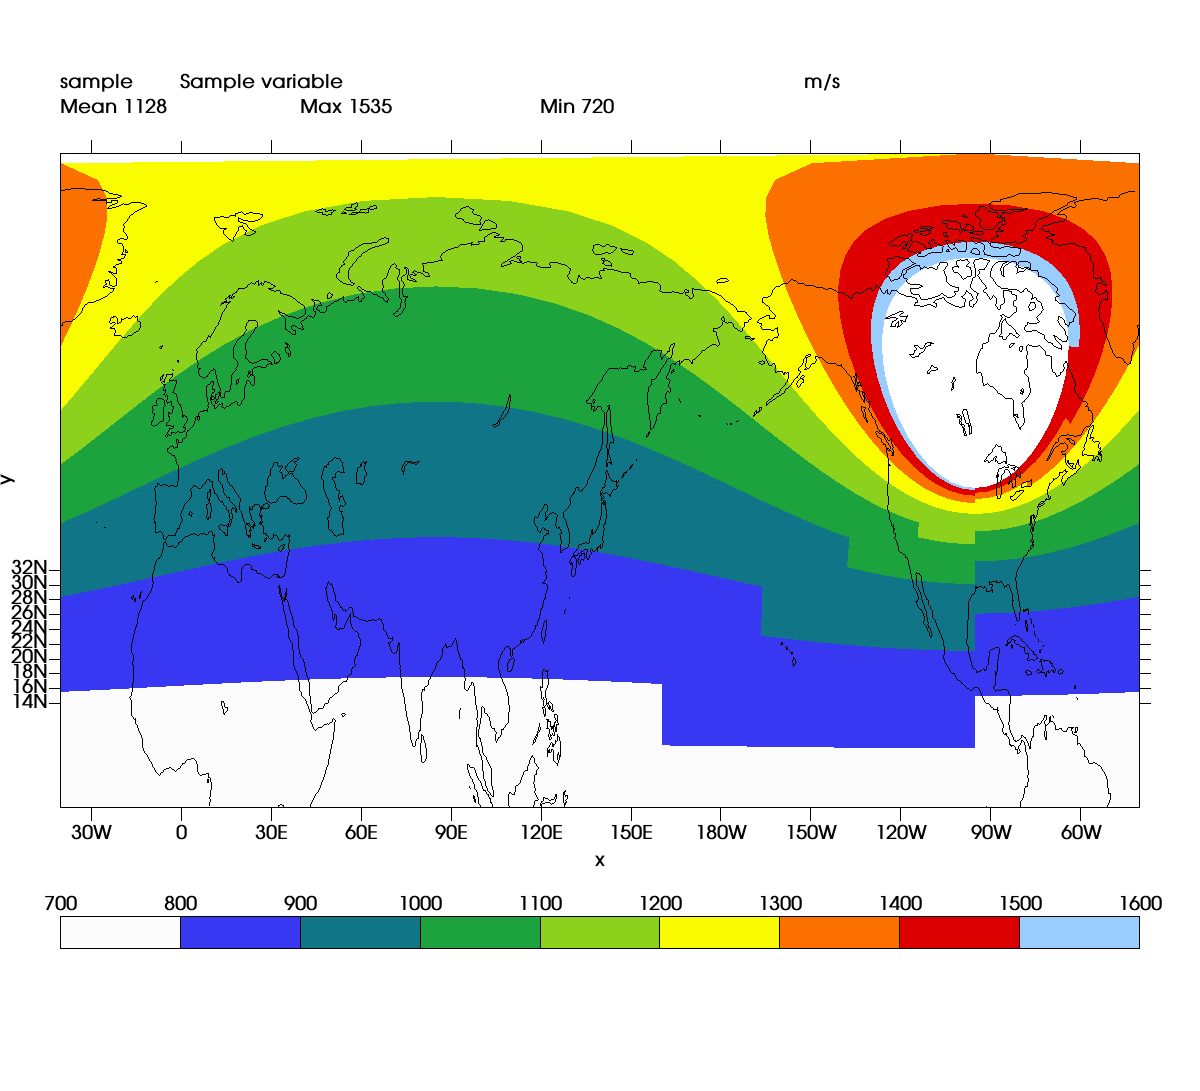 sample Sample variable m/s
Mean 1128 Max 1535 Min 720
y
32N
30N
28N
26N
24N
22N
20N
18N
16N
14N
30W 0 30E 60E 90E 120E 150E 180W 150W 120W 90W 60W
x
700 800 900 1000 1100 1200 1300 1400 1500 1600